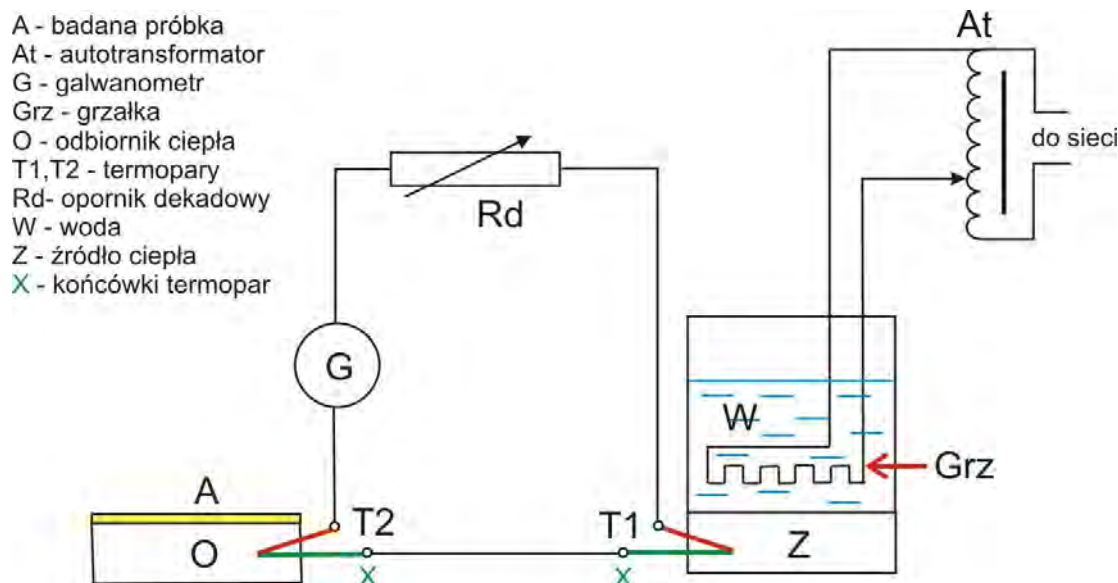 A - badana próbka
At - autotransformator
G - galwanometr
Grz - grzałka
O - odbiornik ciepła
T1,T2 - termopary
Rd- opornik dekadowy
W - woda
Z - źródło ciepła
X - końcówki termopar
At
do sieci
Rd
G
W
Grz
A
T2
T1
O
Z
X
X